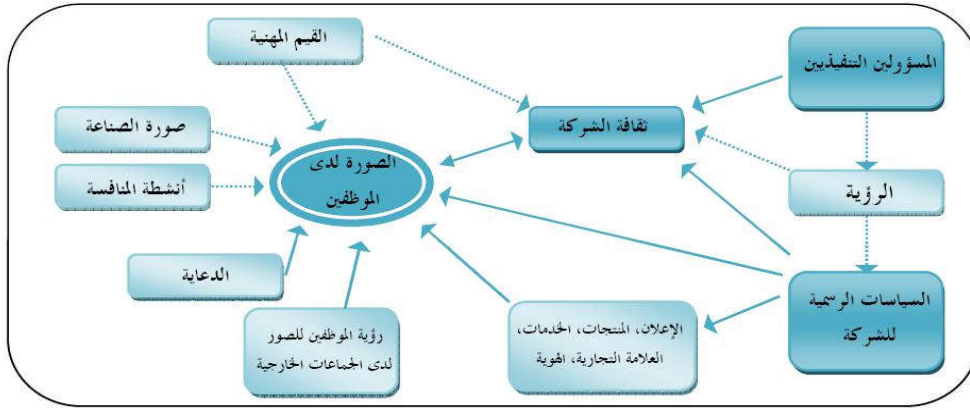 القيم المهنية
المسؤولين التنفيذيين
صورة الصناعة
ثقافة الشركة
الصورة لدى
الموظفين
أنشطة المنافسة
الرؤية
الدعاية
السياسات الرسمية
للشركة
رؤية الموظفين للصور
لدى الجماعات الخارجية
الإعلان، المنتجات، الخدمات،
العلامة التجارية، الهوية